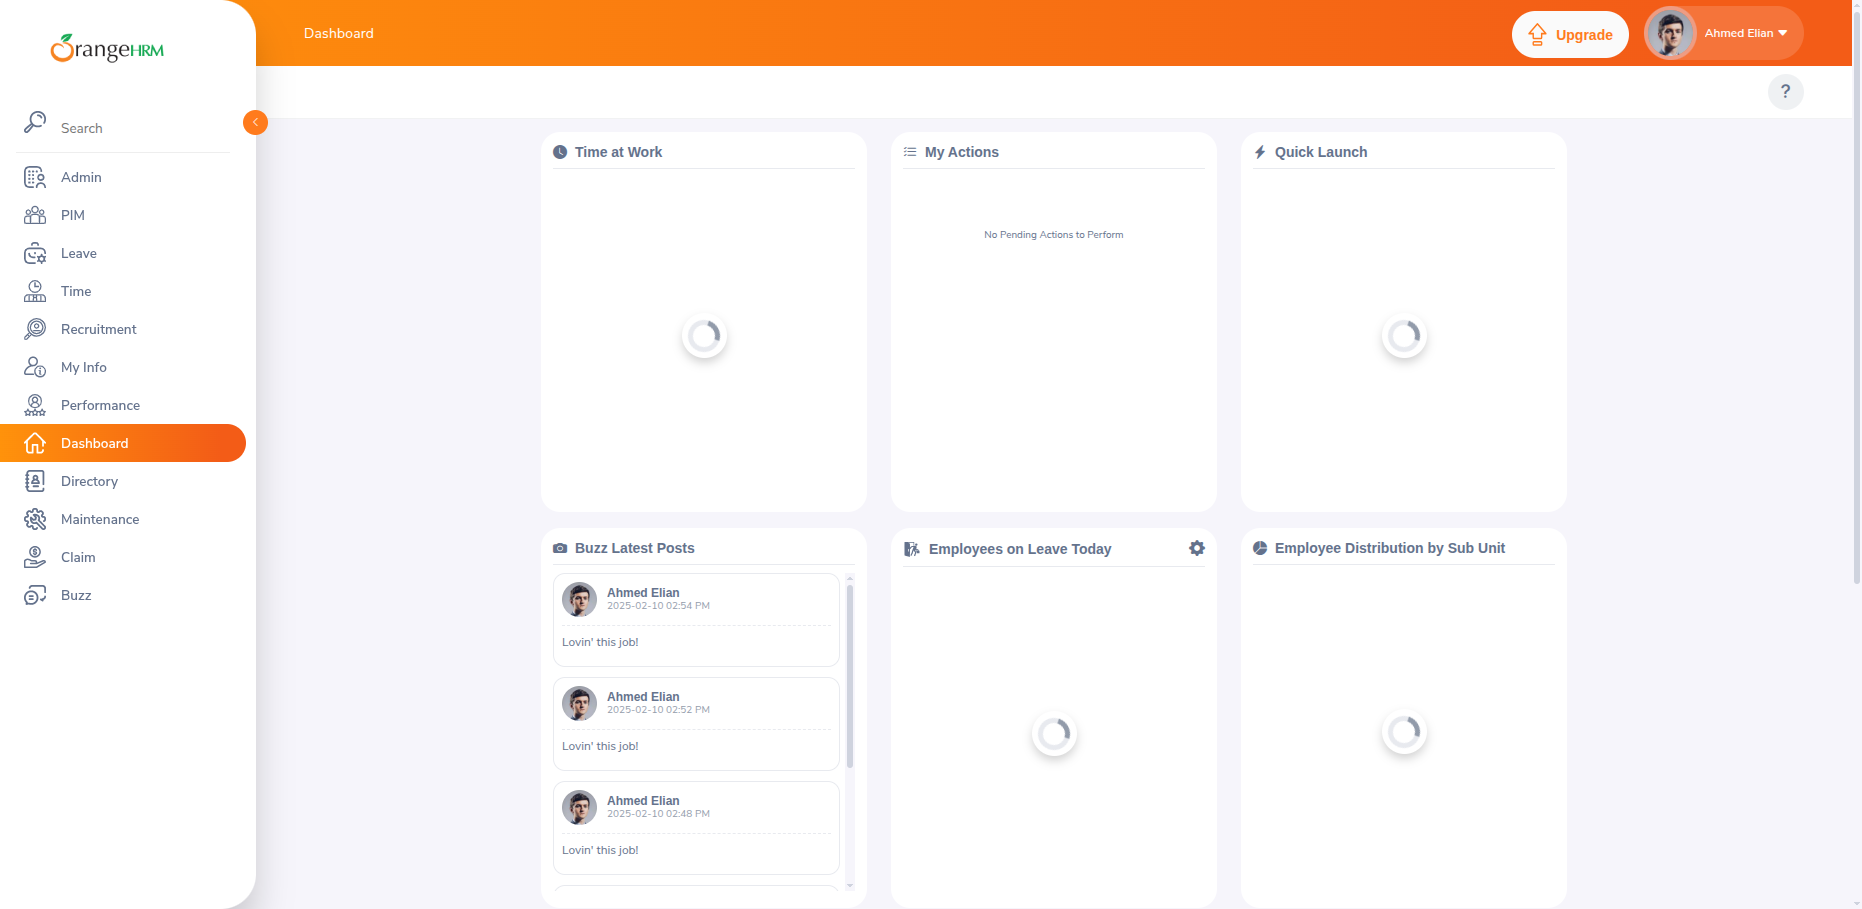 OrangeHRM
Dashboard
Upgrade
Ahmed Elian
?
Search
Admin
PIM
Leave
Time
Recruitment
My Info
Performance
Dashboard
Directory
Maintenance
Claim
Buzz
Time at Work
My Actions
No Pending Actions to Perform
Quick Launch
Buzz Latest Posts
Ahmed Elian
2025-02-10 02:54 PM
Lovin' this job!
Ahmed Elian
2025-02-10 02:52 PM
Lovin' this job!
Ahmed Elian
2025-02-10 02:48 PM
Lovin' this job!
Employees on Leave Today
Employee Distribution by Sub Unit